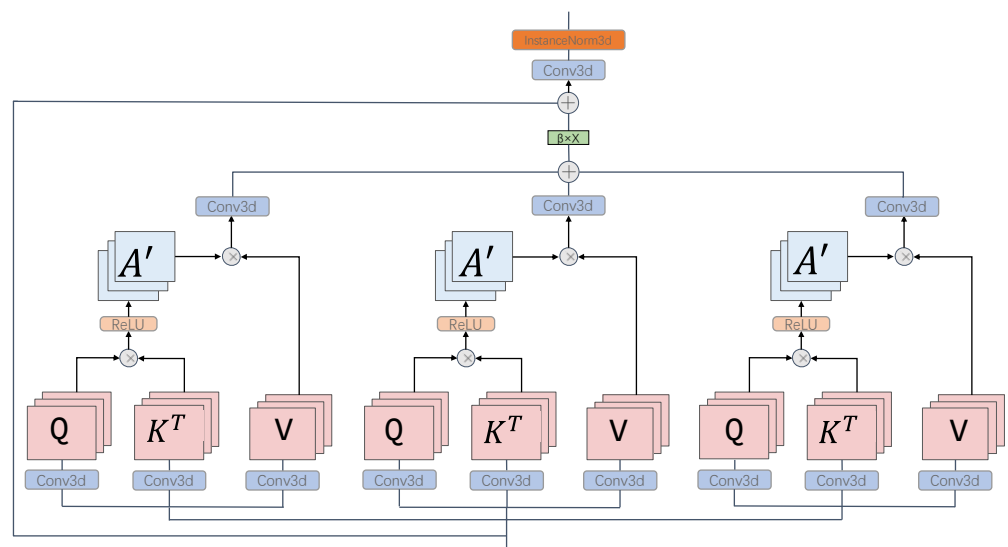 InstanceNorm3d
Conv3d
+
β×X
+
Conv3d Conv3d Conv3d
× × ×
A′ A′ A′
ReLU ReLU ReLU
× × ×
Q K^T V Q K^T V Q K^T V
Conv3d Conv3d Conv3d Conv3d Conv3d Conv3d Conv3d Conv3d Conv3d